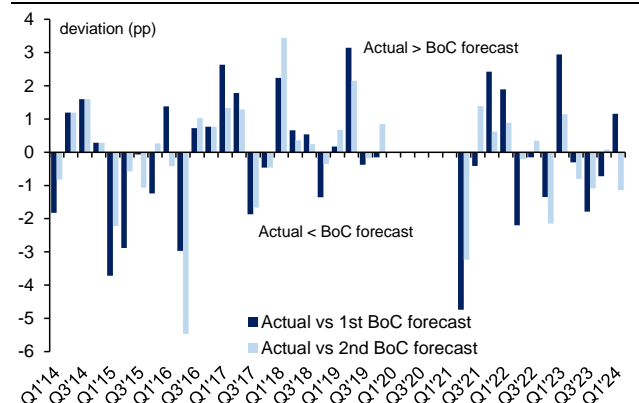 4
3
2
1
0
-1
-2
-3
-4
-5
-6
deviation (pp)
Actual > BoC forecast
Actual < BoC forecast
Actual vs 1st BoC forecast
Actual vs 2nd BoC forecast
Q1'14
Q3'14
Q1'15
Q3'15
Q1'16
Q3'16
Q1'17
Q3'17
Q1'18
Q3'18
Q1'19
Q3'19
Q1'20
Q3'20
Q1'21
Q3'21
Q1'22
Q3'22
Q1'23
Q3'23
Q1'24